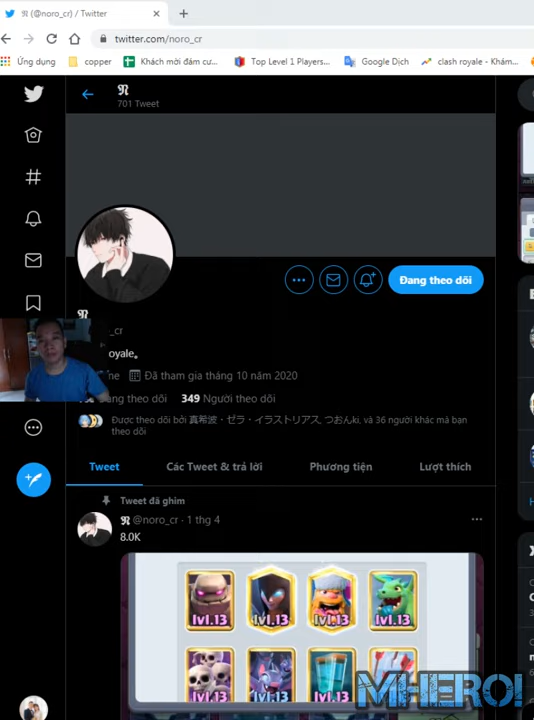 𝕽 (@noro_cr) / Twitter
twitter.com/noro_cr
Ứng dụng
copper
Khách mời đám cư...
Top Level 1 Players...
Google Dịch
clash royale - Khám...
𝕽
701 Tweet
Đang theo dõi
𝕽
_cr
oyale。
ne
Đã tham gia tháng 10 năm 2020
ang theo dõi
349 Người theo dõi
Được theo dõi bởi 真希波・ゼラ・イラストリアス, つおんki, và 36 người khác mà bạn
theo dõi
Tweet
Các Tweet & trả lời
Phương tiện
Lượt thích
Tweet đã ghim
𝕽 @noro_cr · 1 thg 4
8.0K
lvl.13 lvl.13 lvl.13 lvl.13
lvl.13 lvl.13 lvl.13
MHERO!